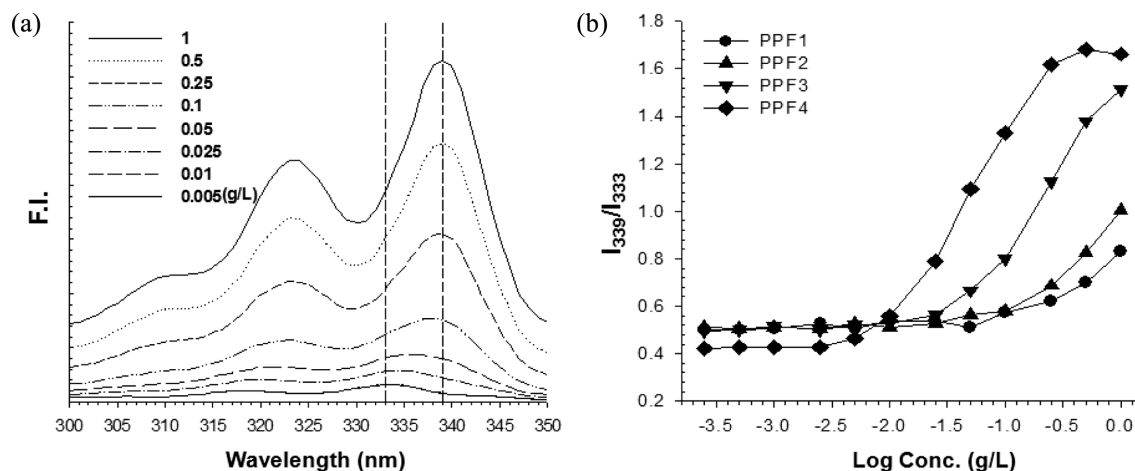 (a)
1
0.5
0.25
0.1
0.05
0.025
0.01
0.005(g/L)
F.I.
300 305 310 315 320 325 330 335 340 345 350
Wavelength (nm)
(b)
PPF1
PPF2
PPF3
PPF4
I339/I333
1.8
1.6
1.4
1.2
1.0
0.8
0.6
0.4
0.2
-3.5 -3.0 -2.5 -2.0 -1.5 -1.0 -0.5 0.0
Log Conc. (g/L)